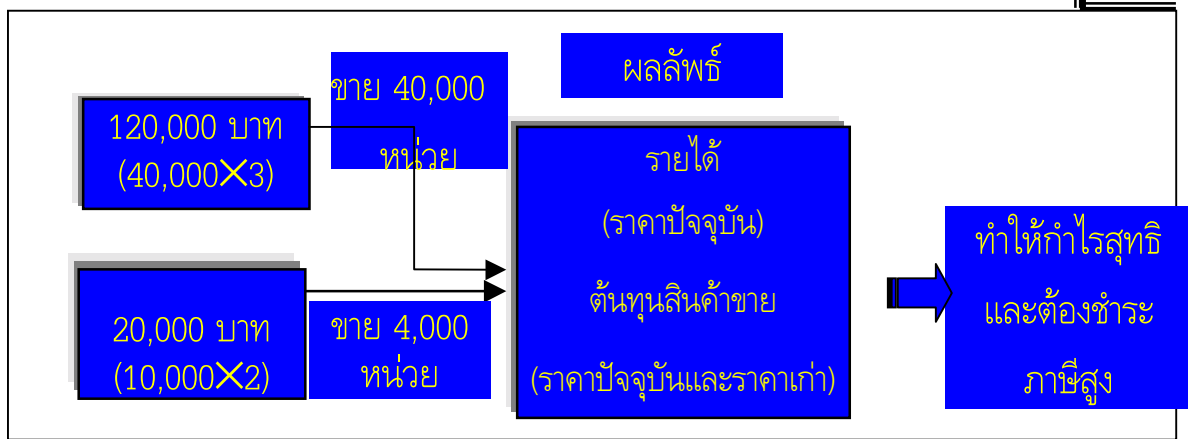 ผลลัพธ์
ขาย 40,000
หน่วย
120,000 บาท
(40,000×3)
รายได้
(ราคาปัจจุบัน)
ต้นทุนสินค้าขาย
(ราคาปัจจุบันและราคาเก่า)
20,000 บาท
(10,000×2)
ขาย 4,000
หน่วย
ทำให้กำไรสุทธิ
และต้องชำระ
ภาษีสูง